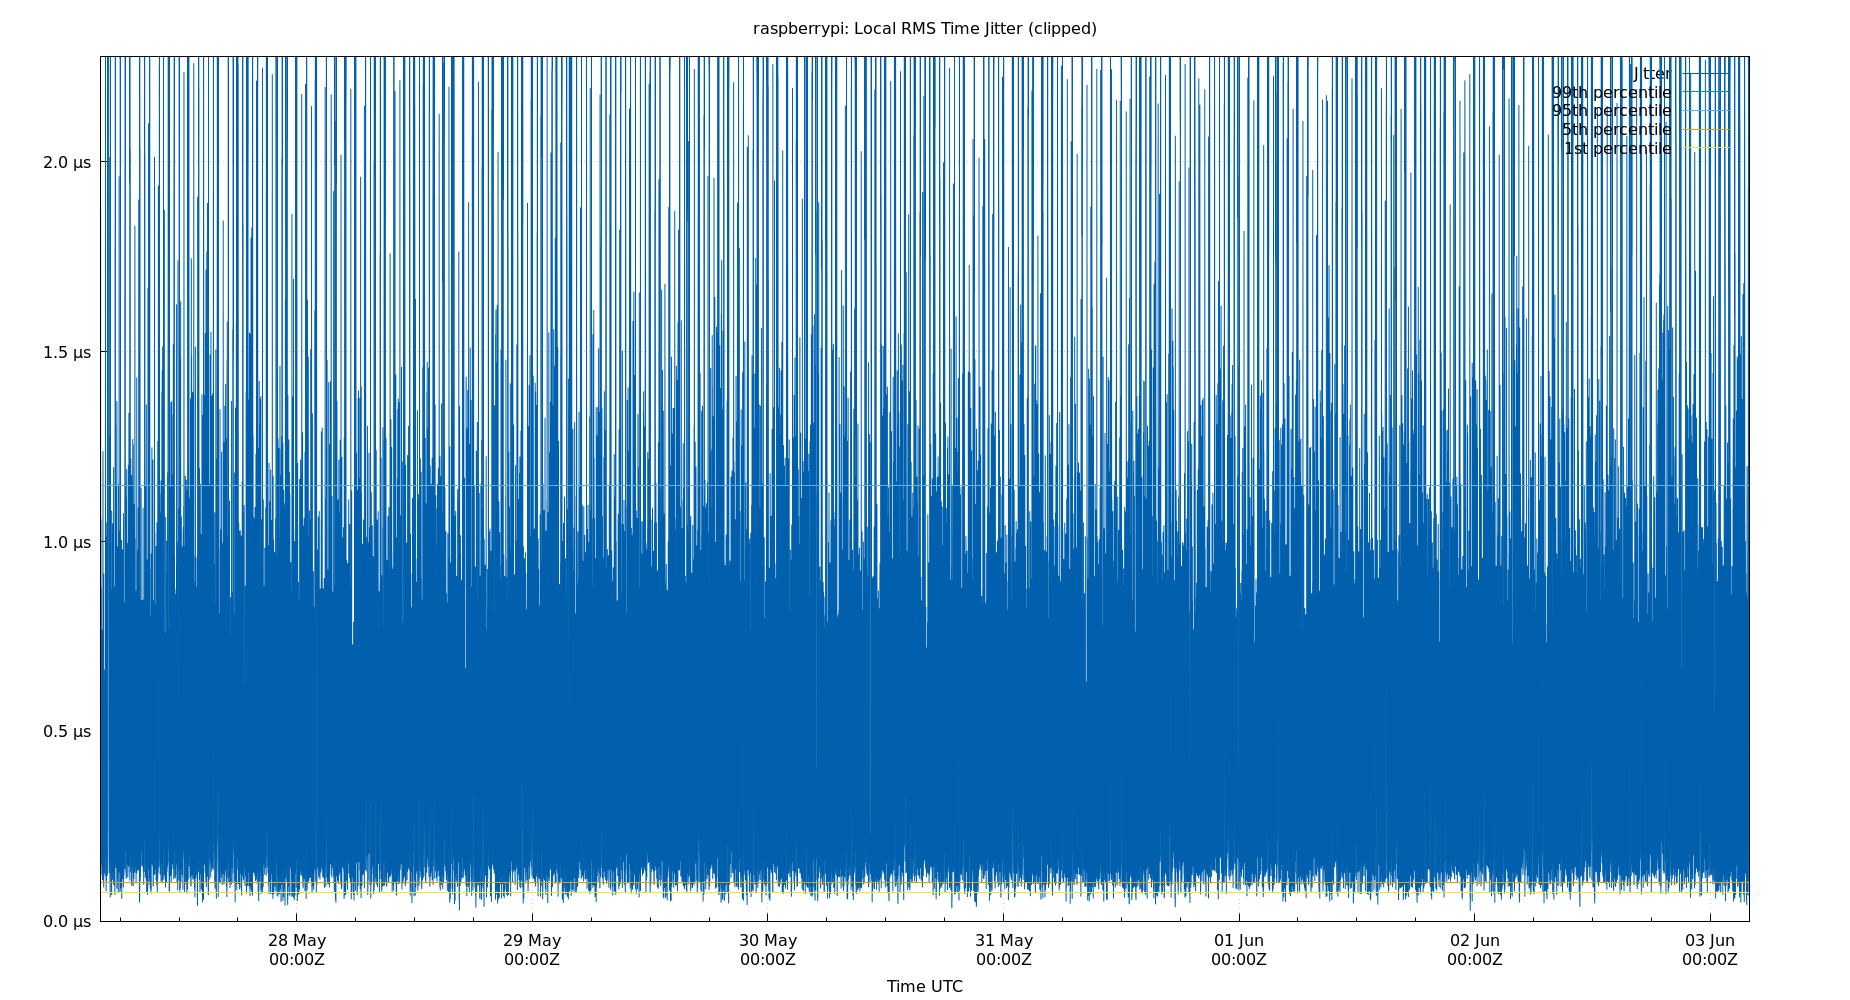 raspberrypi: Local RMS Time Jitter (clipped)
Jitter
99th percentile
95th percentile
5th percentile
1st percentile
2.0 µs
1.5 µs
1.0 µs
0.5 µs
0.0 µs
28 May 29 May 30 May 31 May 01 Jun 02 Jun 03 Jun
00:00Z 00:00Z 00:00Z 00:00Z 00:00Z 00:00Z 00:00Z
Time UTC